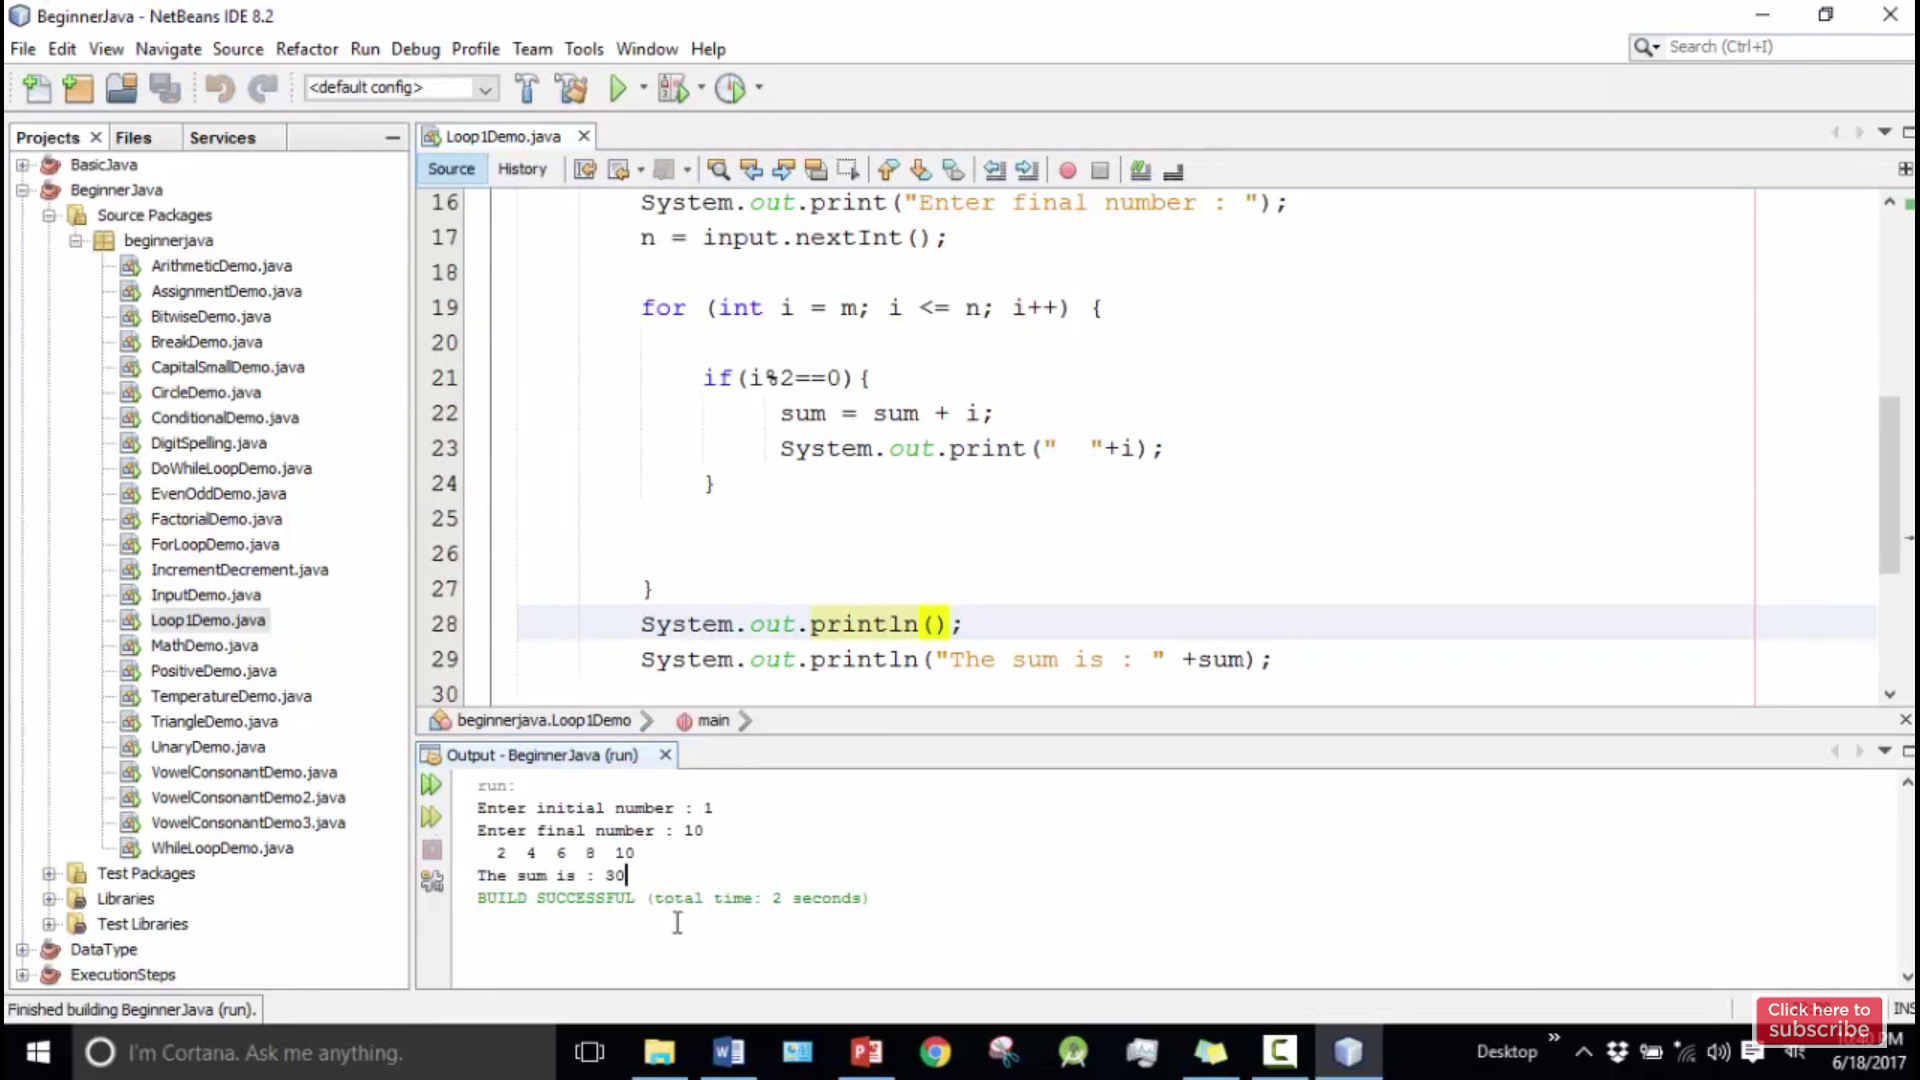 BeginnerJava - NetBeans IDE 8.2
File Edit View Navigate Source Refactor Run Debug Profile Team Tools Window Help
Search (Ctrl+I)
<default config>
Projects Files Services
Loop1Demo.java
BasicJava
BeginnerJava
Source Packages
beginnerjava
ArithmeticDemo.java
AssignmentDemo.java
BitwiseDemo.java
BreakDemo.java
CapitalSmallDemo.java
CircleDemo.java
ConditionalDemo.java
DigitSpelling.java
DoWhileLoopDemo.java
EvenOddDemo.java
FactorialDemo.java
ForLoopDemo.java
IncrementDecrement.java
InputDemo.java
Loop1Demo.java
MathDemo.java
PositiveDemo.java
TemperatureDemo.java
TriangleDemo.java
UnaryDemo.java
VowelConsonantDemo.java
VowelConsonantDemo2.java
VowelConsonantDemo3.java
WhileLoopDemo.java
Test Packages
Libraries
Test Libraries
DataType
ExecutionSteps
Source History
16 System.out.print("Enter final number : ");
17 n = input.nextInt();
18
19 for (int i = m; i <= n; i++) {
20
21 if(i%2==0){
22 sum = sum + i;
23 System.out.print("  "+i);
24 }
25
26
27 }
28 System.out.println();
29 System.out.println("The sum is : " +sum);
30
beginnerjava.Loop1Demo main
Output - BeginnerJava (run)
run:
Enter initial number : 1
Enter final number : 10
2 4 6 8 10
The sum is : 30
BUILD SUCCESSFUL (total time: 2 seconds)
Finished building BeginnerJava (run).
INS
Click here to
subscribe
I'm Cortana. Ask me anything.
Desktop
বাং
10:40 PM
6/18/2017